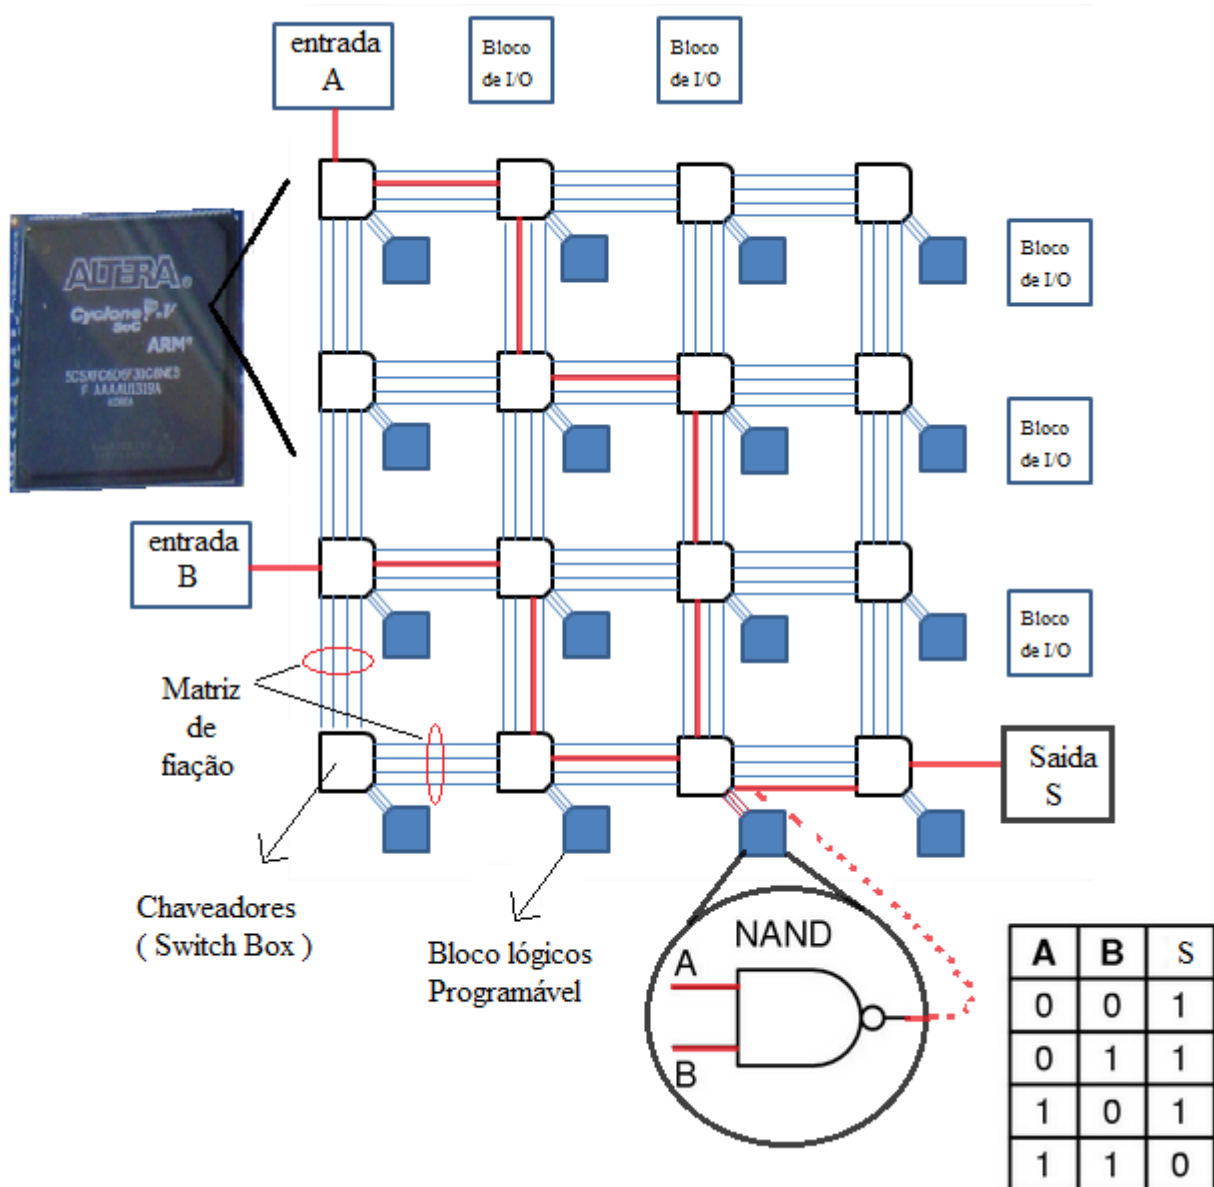 entrada
A
Bloco
de I/O
Bloco
de I/O
ALTERA®
Cyclone V
SoC
ARM®
KOREA
Bloco
de I/O
Bloco
de I/O
entrada
B
Bloco
de I/O
Matriz
de
fiação
Saida
S
Chaveadores
( Switch Box )
Bloco lógicos
Programável
NAND
A
B
A B S
0 0 1
0 1 1
1 0 1
1 1 0